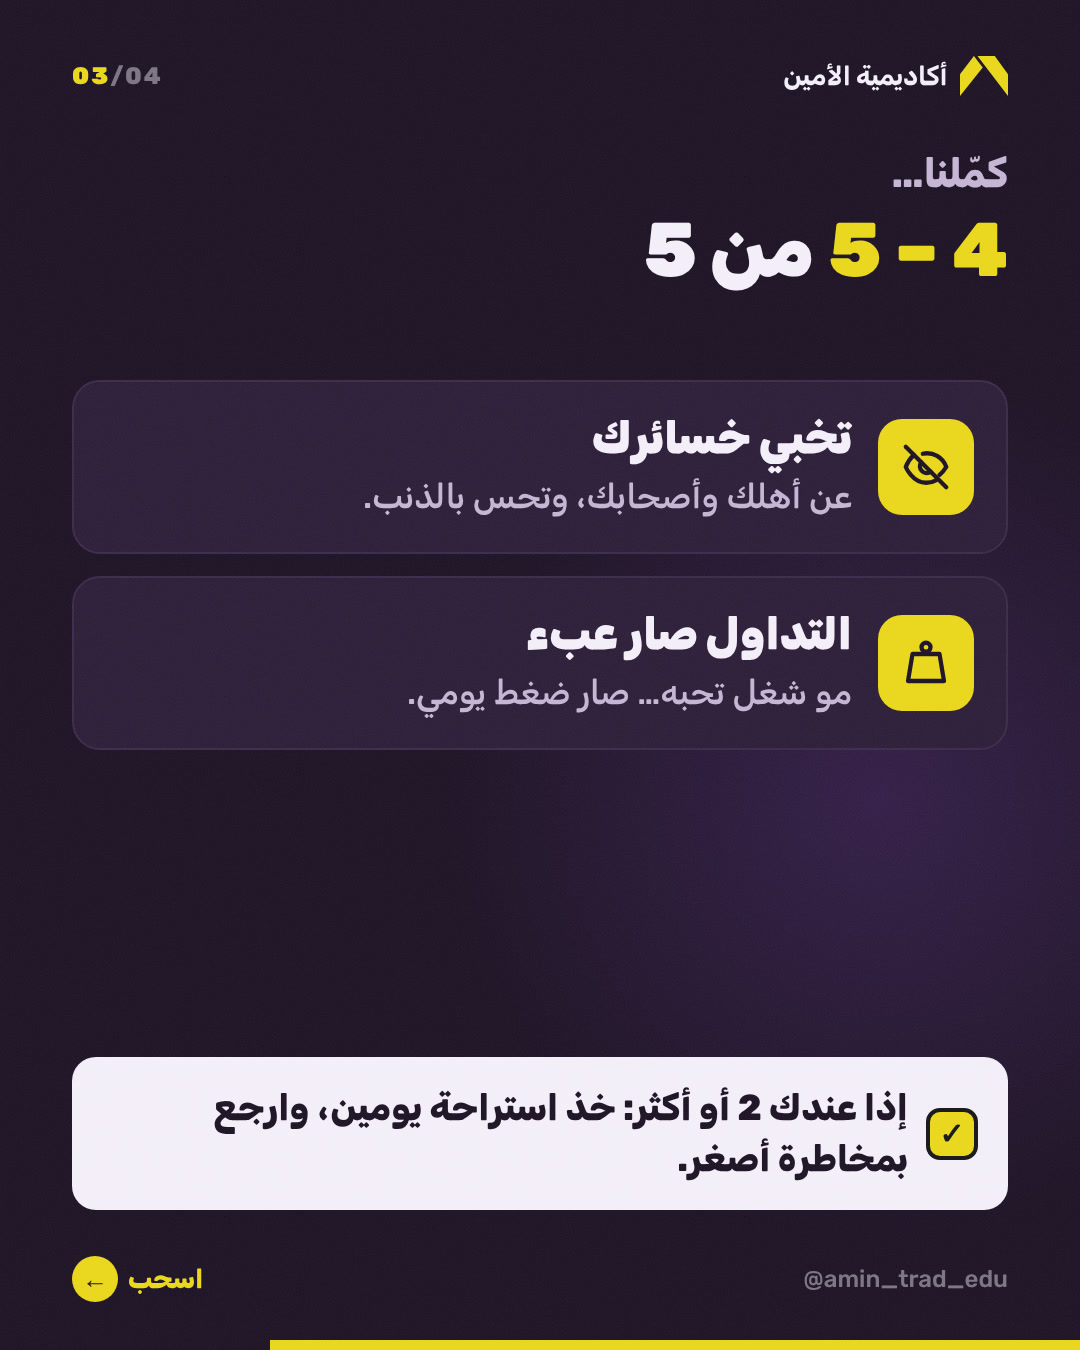 أكاديمية الأمين
03/04
كمّلنا...
4 – 5 من 5
تخبي خسائرك
عن أهلك وأصحابك، وتحس بالذنب.
التداول صار عبء
مو شغل تحبه... صار ضغط يومي.
إذا عندك 2 أو أكثر: خذ استراحة يومين، وارجع
بمخاطرة أصغر.
@amin_trad_edu
اسحب ←